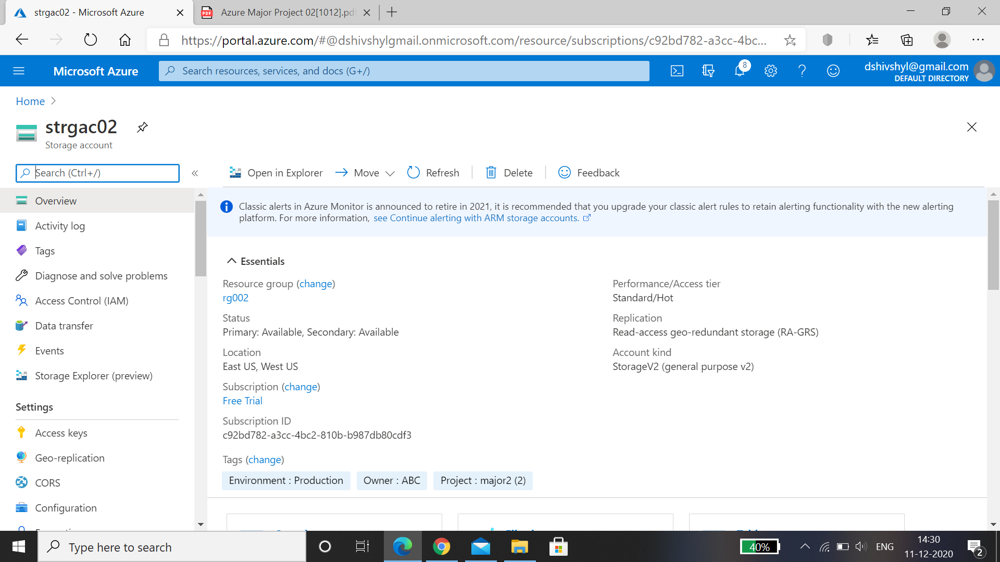 strgac02 - Microsoft Azure
PDF
Azure Major Project 02[1012].pdf
https://portal.azure.com/#@dshivshylgmail.onmicrosoft.com/resource/subscriptions/c92bd782-a3cc-4bc...
Microsoft Azure
Search resources, services, and docs (G+/)
8
dshivshyl@gmail.com
DEFAULT DIRECTORY
Home
strgac02
Storage account
Search (Ctrl+/)
«
Open in Explorer
Move
Refresh
Delete
Feedback
Overview
Activity log
Tags
Diagnose and solve problems
Access Control (IAM)
Data transfer
Events
Storage Explorer (preview)
Settings
Access keys
Geo-replication
CORS
Configuration
Classic alerts in Azure Monitor is announced to retire in 2021, it is recommended that you upgrade your classic alert rules to retain alerting functionality with the new alerting
platform. For more information, see Continue alerting with ARM storage accounts.
Essentials
Resource group (change)
rg002
Status
Primary: Available, Secondary: Available
Location
East US, West US
Subscription (change)
Free Trial
Subscription ID
c92bd782-a3cc-4bc2-810b-b987db80cdf3
Tags (change)
Environment : Production
Owner : ABC
Project : major2 (2)
Performance/Access tier
Standard/Hot
Replication
Read-access geo-redundant storage (RA-GRS)
Account kind
StorageV2 (general purpose v2)
Type here to search
40%
ENG
14:30
11-12-2020
2